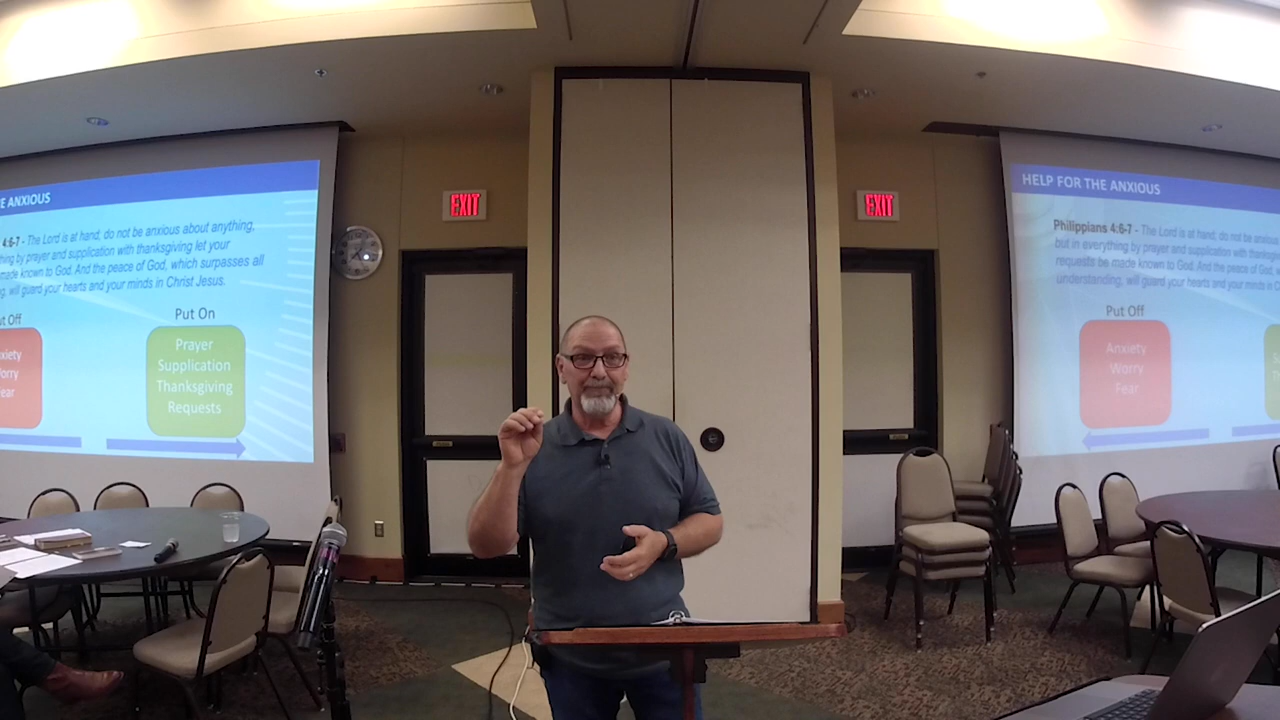 E ANXIOUS
4:6-7 - The Lord is at hand, do not be anxious about anything,
thing by prayer and supplication with thanksgiving let your
made known to God. And the peace of God, which surpasses all
g, will guard your hearts and your minds in Christ Jesus.
ut Off
nxiety
orry
ear
Put On
Prayer
Supplication
Thanksgiving
Requests
EXIT
EXIT
HELP FOR THE ANXIOUS
Philippians 4:6-7 - The Lord is at hand, do not be anxious
but in everything by prayer and supplication with thanksgiv
requests be made known to God. And the peace of God, w
understanding, will guard your hearts and your minds in C
Put Off
Anxiety
Worry
Fear